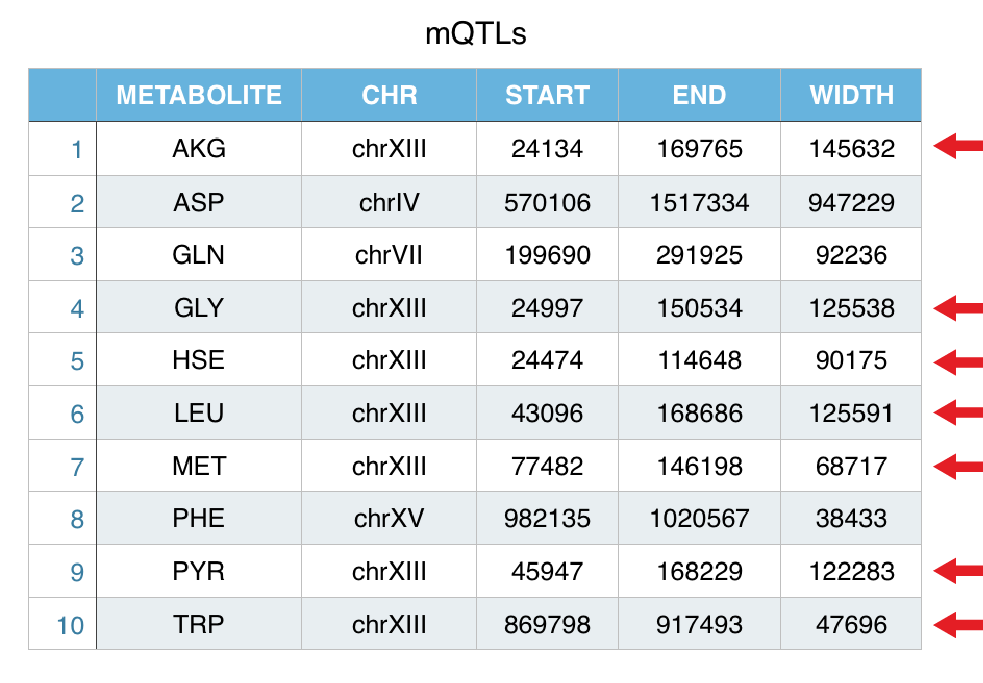 mQTLs
METABOLITE CHR START END WIDTH
1 AKG chrXIII 24134 169765 145632
2 ASP chrIV 570106 1517334 947229
3 GLN chrVII 199690 291925 92236
4 GLY chrXIII 24997 150534 125538
5 HSE chrXIII 24474 114648 90175
6 LEU chrXIII 43096 168686 125591
7 MET chrXIII 77482 146198 68717
8 PHE chrXV 982135 1020567 38433
9 PYR chrXIII 45947 168229 122283
10 TRP chrXIII 869798 917493 47696